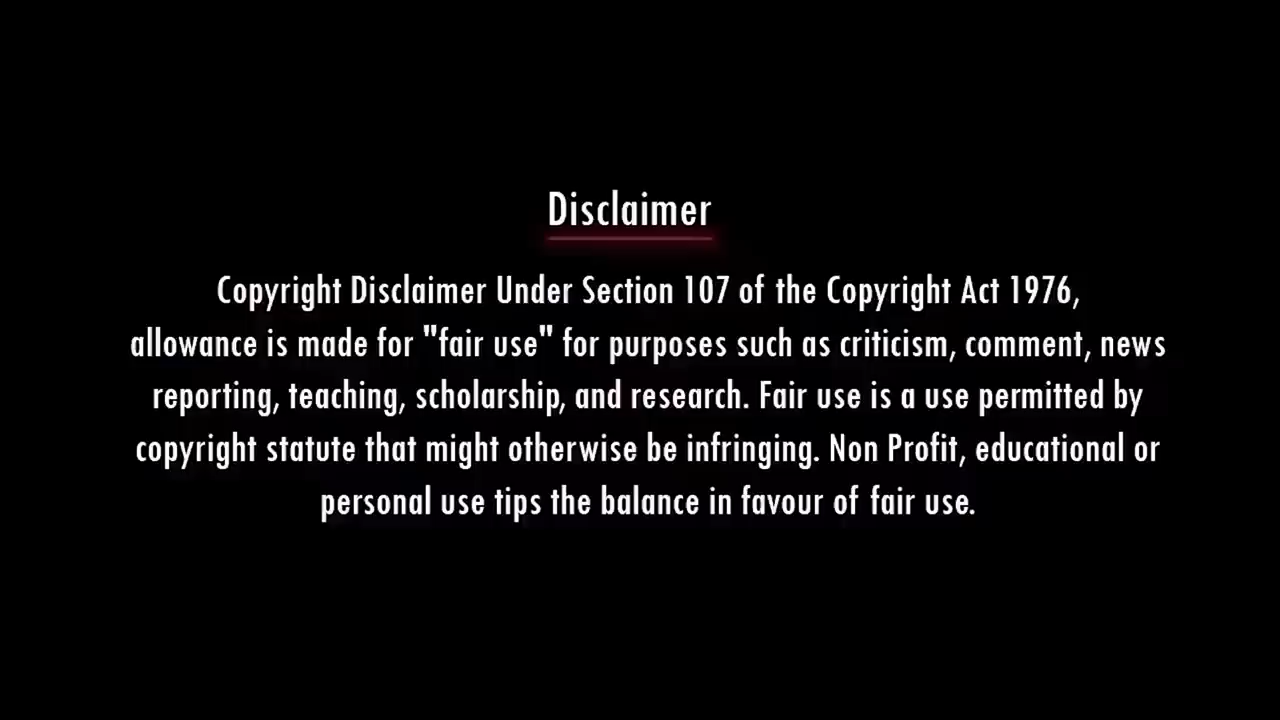 Disclaimer
Copyright Disclaimer Under Section 107 of the Copyright Act 1976,
allowance is made for "fair use" for purposes such as criticism, comment, news
reporting, teaching, scholarship, and research. Fair use is a use permitted by
copyright statute that might otherwise be infringing. Non Profit, educational or
personal use tips the balance in favour of fair use.